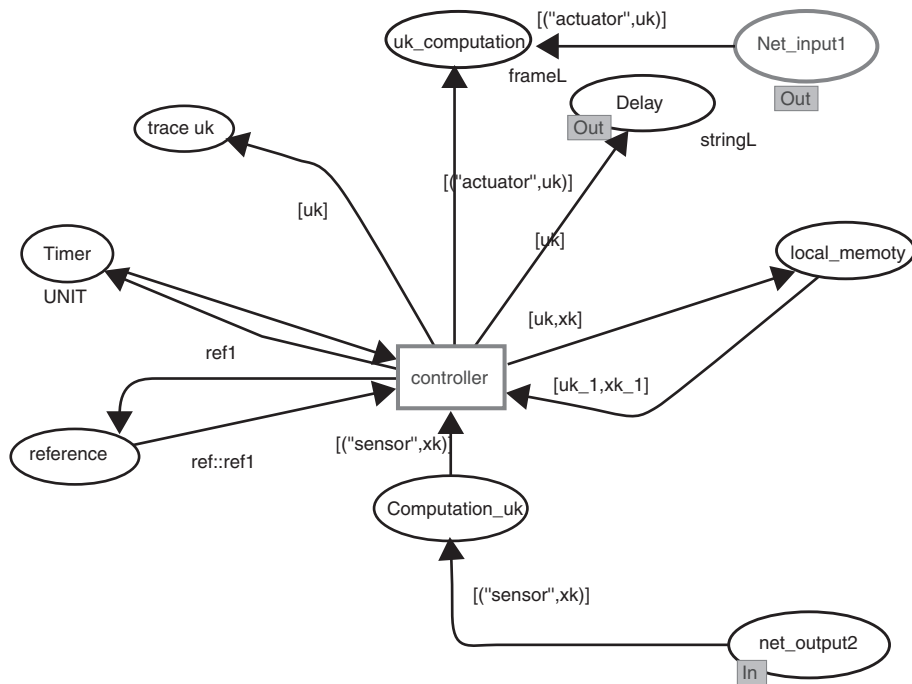 [("actuator",uk)]
uk_computation
Net_input1
frameL
Out
Delay
Out
stringL
trace uk
[("actuator",uk)]
[uk]
[uk]
Timer
UNIT
local_memoty
[uk,xk]
ref1
controller
[uk_1,xk_1]
reference
ref::ref1
[("sensor",xk)]
Computation_uk
[("sensor",xk)]
net_output2
In